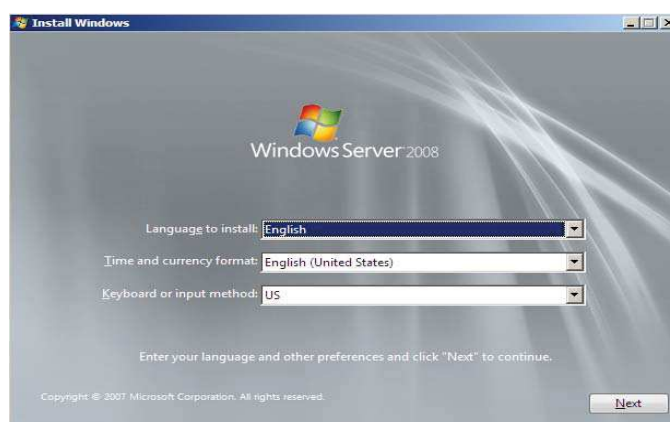 Install Windows
Windows Server 2008
Language to install: English
Time and currency format: English (United States)
Keyboard or input method: US
Enter your language and other preferences and click "Next" to continue.
Copyright © 2007 Microsoft Corporation. All rights reserved.
Next